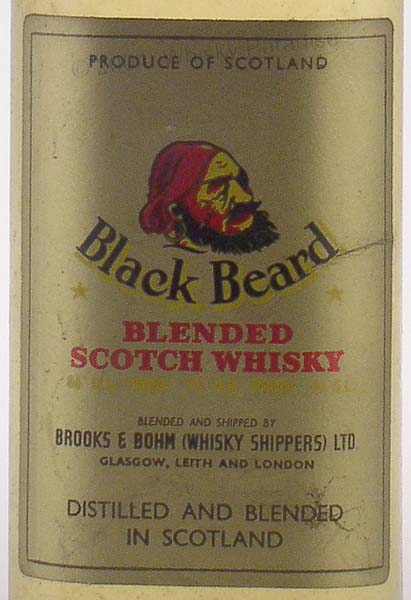 PRODUCE OF SCOTLAND
Black Beard
BLENDED
SCOTCH WHISKY
BLENDED AND SHIPPED BY
BROOKS & BOHM (WHISKY SHIPPERS) LTD
GLASGOW, LEITH AND LONDON
DISTILLED AND BLENDED
IN SCOTLAND